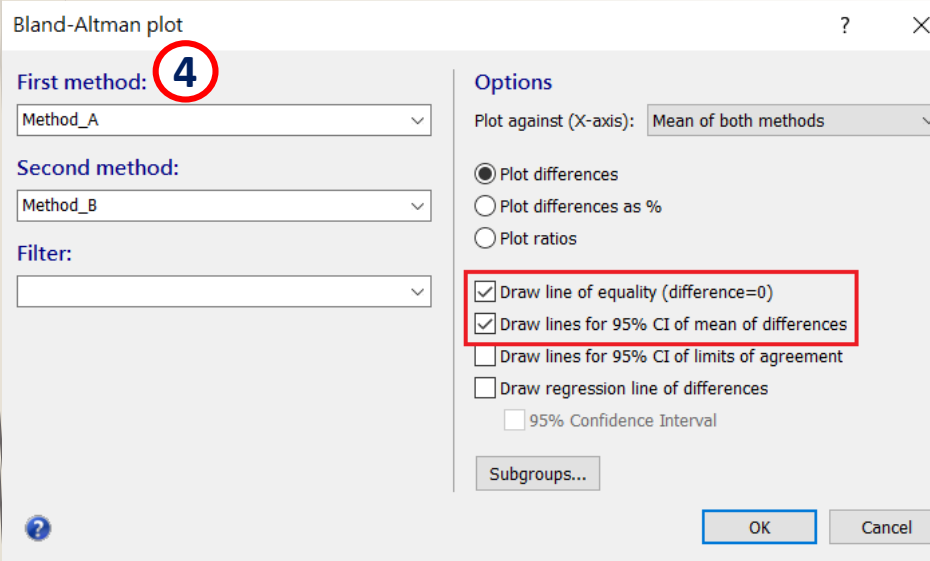 Bland-Altman plot
?
4
First method:
Method_A
Second method:
Method_B
Filter:
Options
Plot against (X-axis): Mean of both methods
Plot differences
Plot differences as %
Plot ratios
Draw line of equality (difference=0)
Draw lines for 95% CI of mean of differences
Draw lines for 95% CI of limits of agreement
Draw regression line of differences
95% Confidence Interval
Subgroups...
?
OK
Cancel